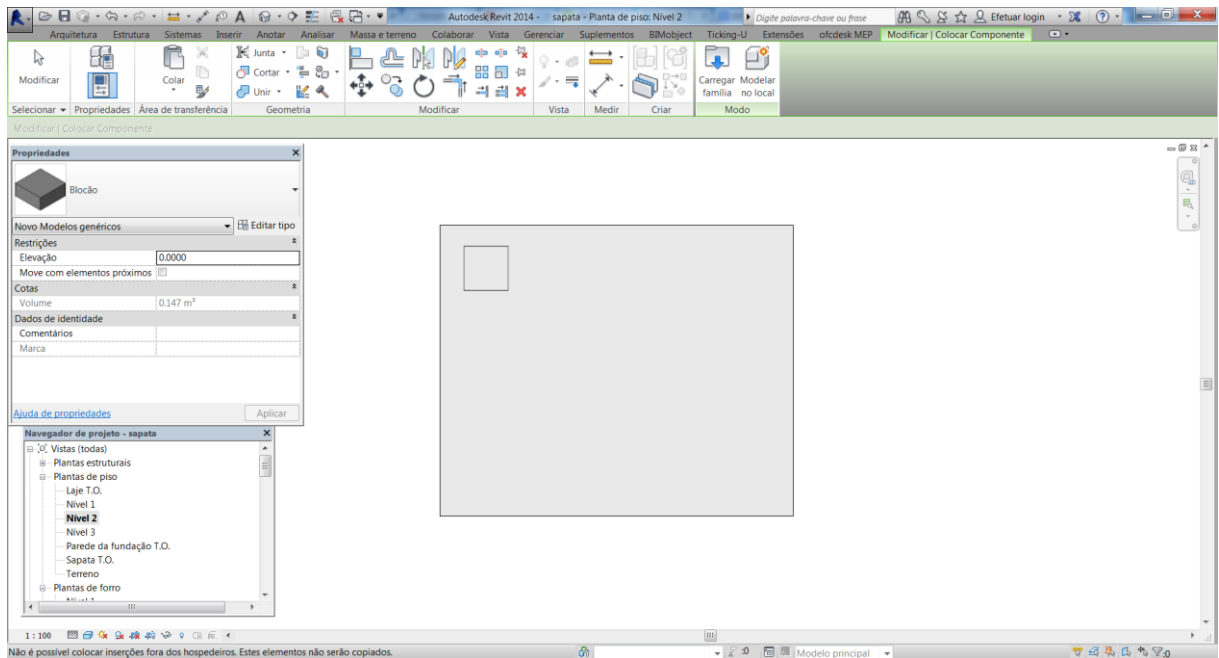 Autodesk Revit 2014 - sapata - Planta de piso: Nível 2
Digite palavra-chave ou frase
Efetuar login
Arquitetura Estrutura Sistemas Inserir Anotar Analisar Massa e terreno Colaborar Vista Gerenciar Suplementos BIMobject Ticking-U Extensões ofcdesk MEP Modificar | Colocar Componente
Modificar
Colar
Junta
Cortar
Unir
Carregar família
Modelar no local
Selecionar Propriedades Área de transferência Geometria Modificar Vista Medir Criar Modo
Modificar | Colocar Componente
Propriedades
Blocão
Novo Modelos genéricos Editar tipo
Restrições
Elevação 0.0000
Move com elementos próximos
Cotas
Volume 0.147 m³
Dados de identidade
Comentários
Marca
Ajuda de propriedades Aplicar
Navegador de projeto - sapata
Vistas (todas)
Plantas estruturais
Plantas de piso
Laje T.O.
Nível 1
Nível 2
Nível 3
Parede da fundação T.O.
Sapata T.O.
Terreno
Plantas de forro
Nível 1
1 : 100
Não é possível colocar inserções fora dos hospedeiros. Estes elementos não serão copiados.
:0
Modelo principal
:0